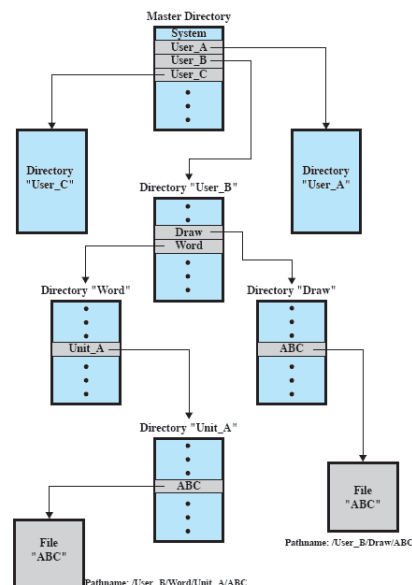 Master Directory
System
User_A
User_B
User_C
Directory
"User_C"
Directory
"User_A"
Directory "User_B"
Draw
Word
Directory "Word"
Directory "Draw"
Unit_A
ABC
Directory "Unit_A"
ABC
File
"ABC"
Pathname: /User_B/Draw/ABC
File
"ABC"
Pathname: /User_B/Word/Unit_A/ABC